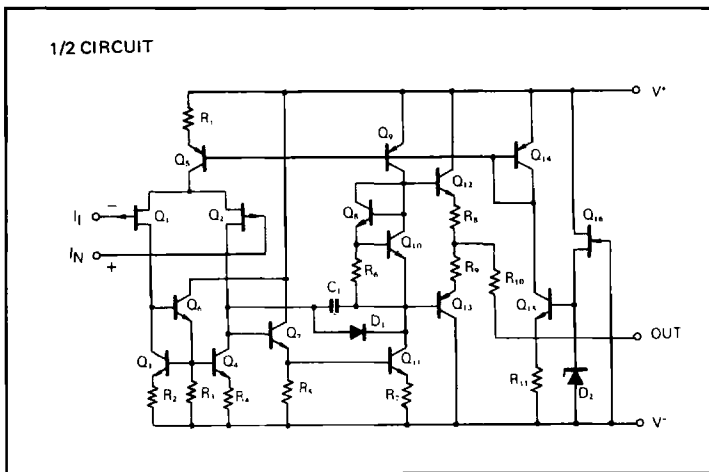 1/2 CIRCUIT
V+
R1
Q9
Q5
Q14
Q12
Q8
Q16
II
−
Q1
Q2
R8
Q10
IN
+
R6
R9
R10
C1
Q6
Q13
Q15
D1
Q7
OUT
Q3
Q4
Q11
R11
D2
R2
R3
R4
R5
R7
V-